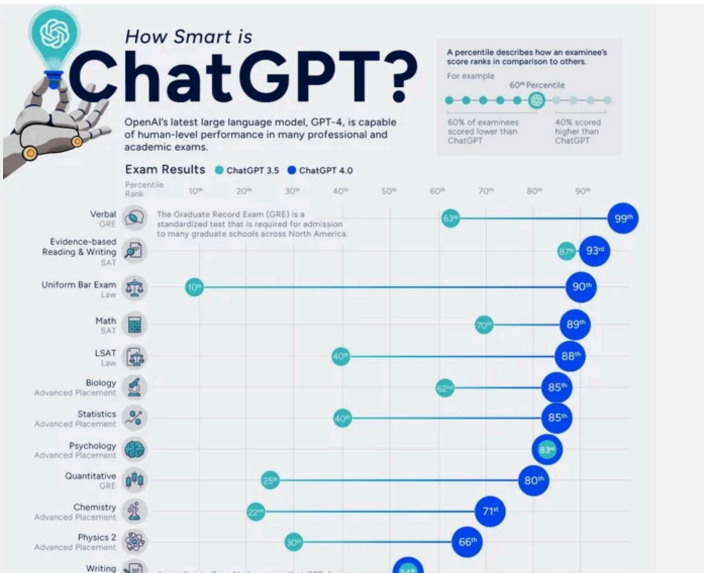 How Smart is
ChatGPT?
OpenAI's latest large language model, GPT-4, is capable
of human-level performance in many professional and
academic exams.
A percentile describes how an examinee's
score ranks in comparison to others.
For example
60th Percentile
60% of examinees
scored lower than
ChatGPT
40% scored
higher than
ChatGPT
Exam Results ChatGPT 3.5 ChatGPT 4.0
Percentile
Rank
10th 20th 30th 40th 50th 60th 70th 80th 90th
Verbal
GRE
The Graduate Record Exam (GRE) is a
standardized test that is required for admission
to many graduate schools across North America.
63rd 99th
Evidence-based
Reading & Writing
SAT
87th 93rd
Uniform Bar Exam
Law
10th 90th
Math
SAT
70th 89th
LSAT
Law
40th 88th
Biology
Advanced Placement
62nd 85th
Statistics
Advanced Placement
40th 85th
Psychology
Advanced Placement
83rd
Quantitative
GRE
25th 80th
Chemistry
Advanced Placement
22nd 71st
Physics 2
Advanced Placement
30th 66th
Writing
54th